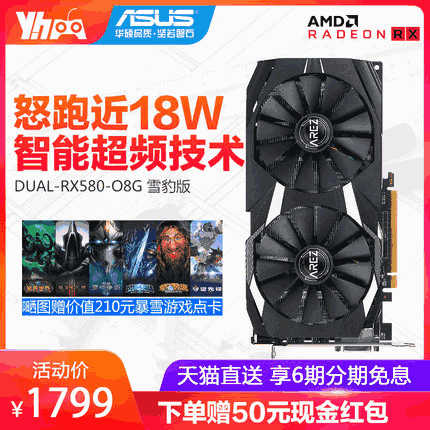 Yhaa
ASUS
华硕品质·坚若磐石
AMD
RADEON RX
怒跑近18W
智能超频技术
DUAL-RX580-O8G 雪豹版
AREZ
AREZ
晒图赠价值210元暴雪游戏点卡
活动价
¥1799
天猫直送 享6期分期免息
下单赠50元现金红包